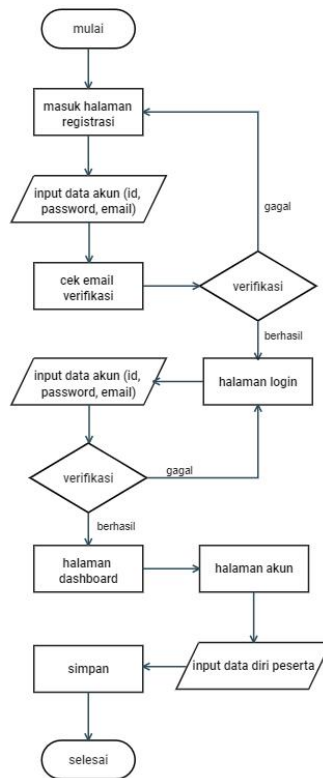 mulai
masuk halaman
registrasi
input data akun (id,
password, email)
gagal
cek email
verifikasi
verifikasi
berhasil
input data akun (id,
password, email)
halaman login
verifikasi
gagal
berhasil
halaman
dashboard
halaman akun
simpan
input data diri peserta
selesai